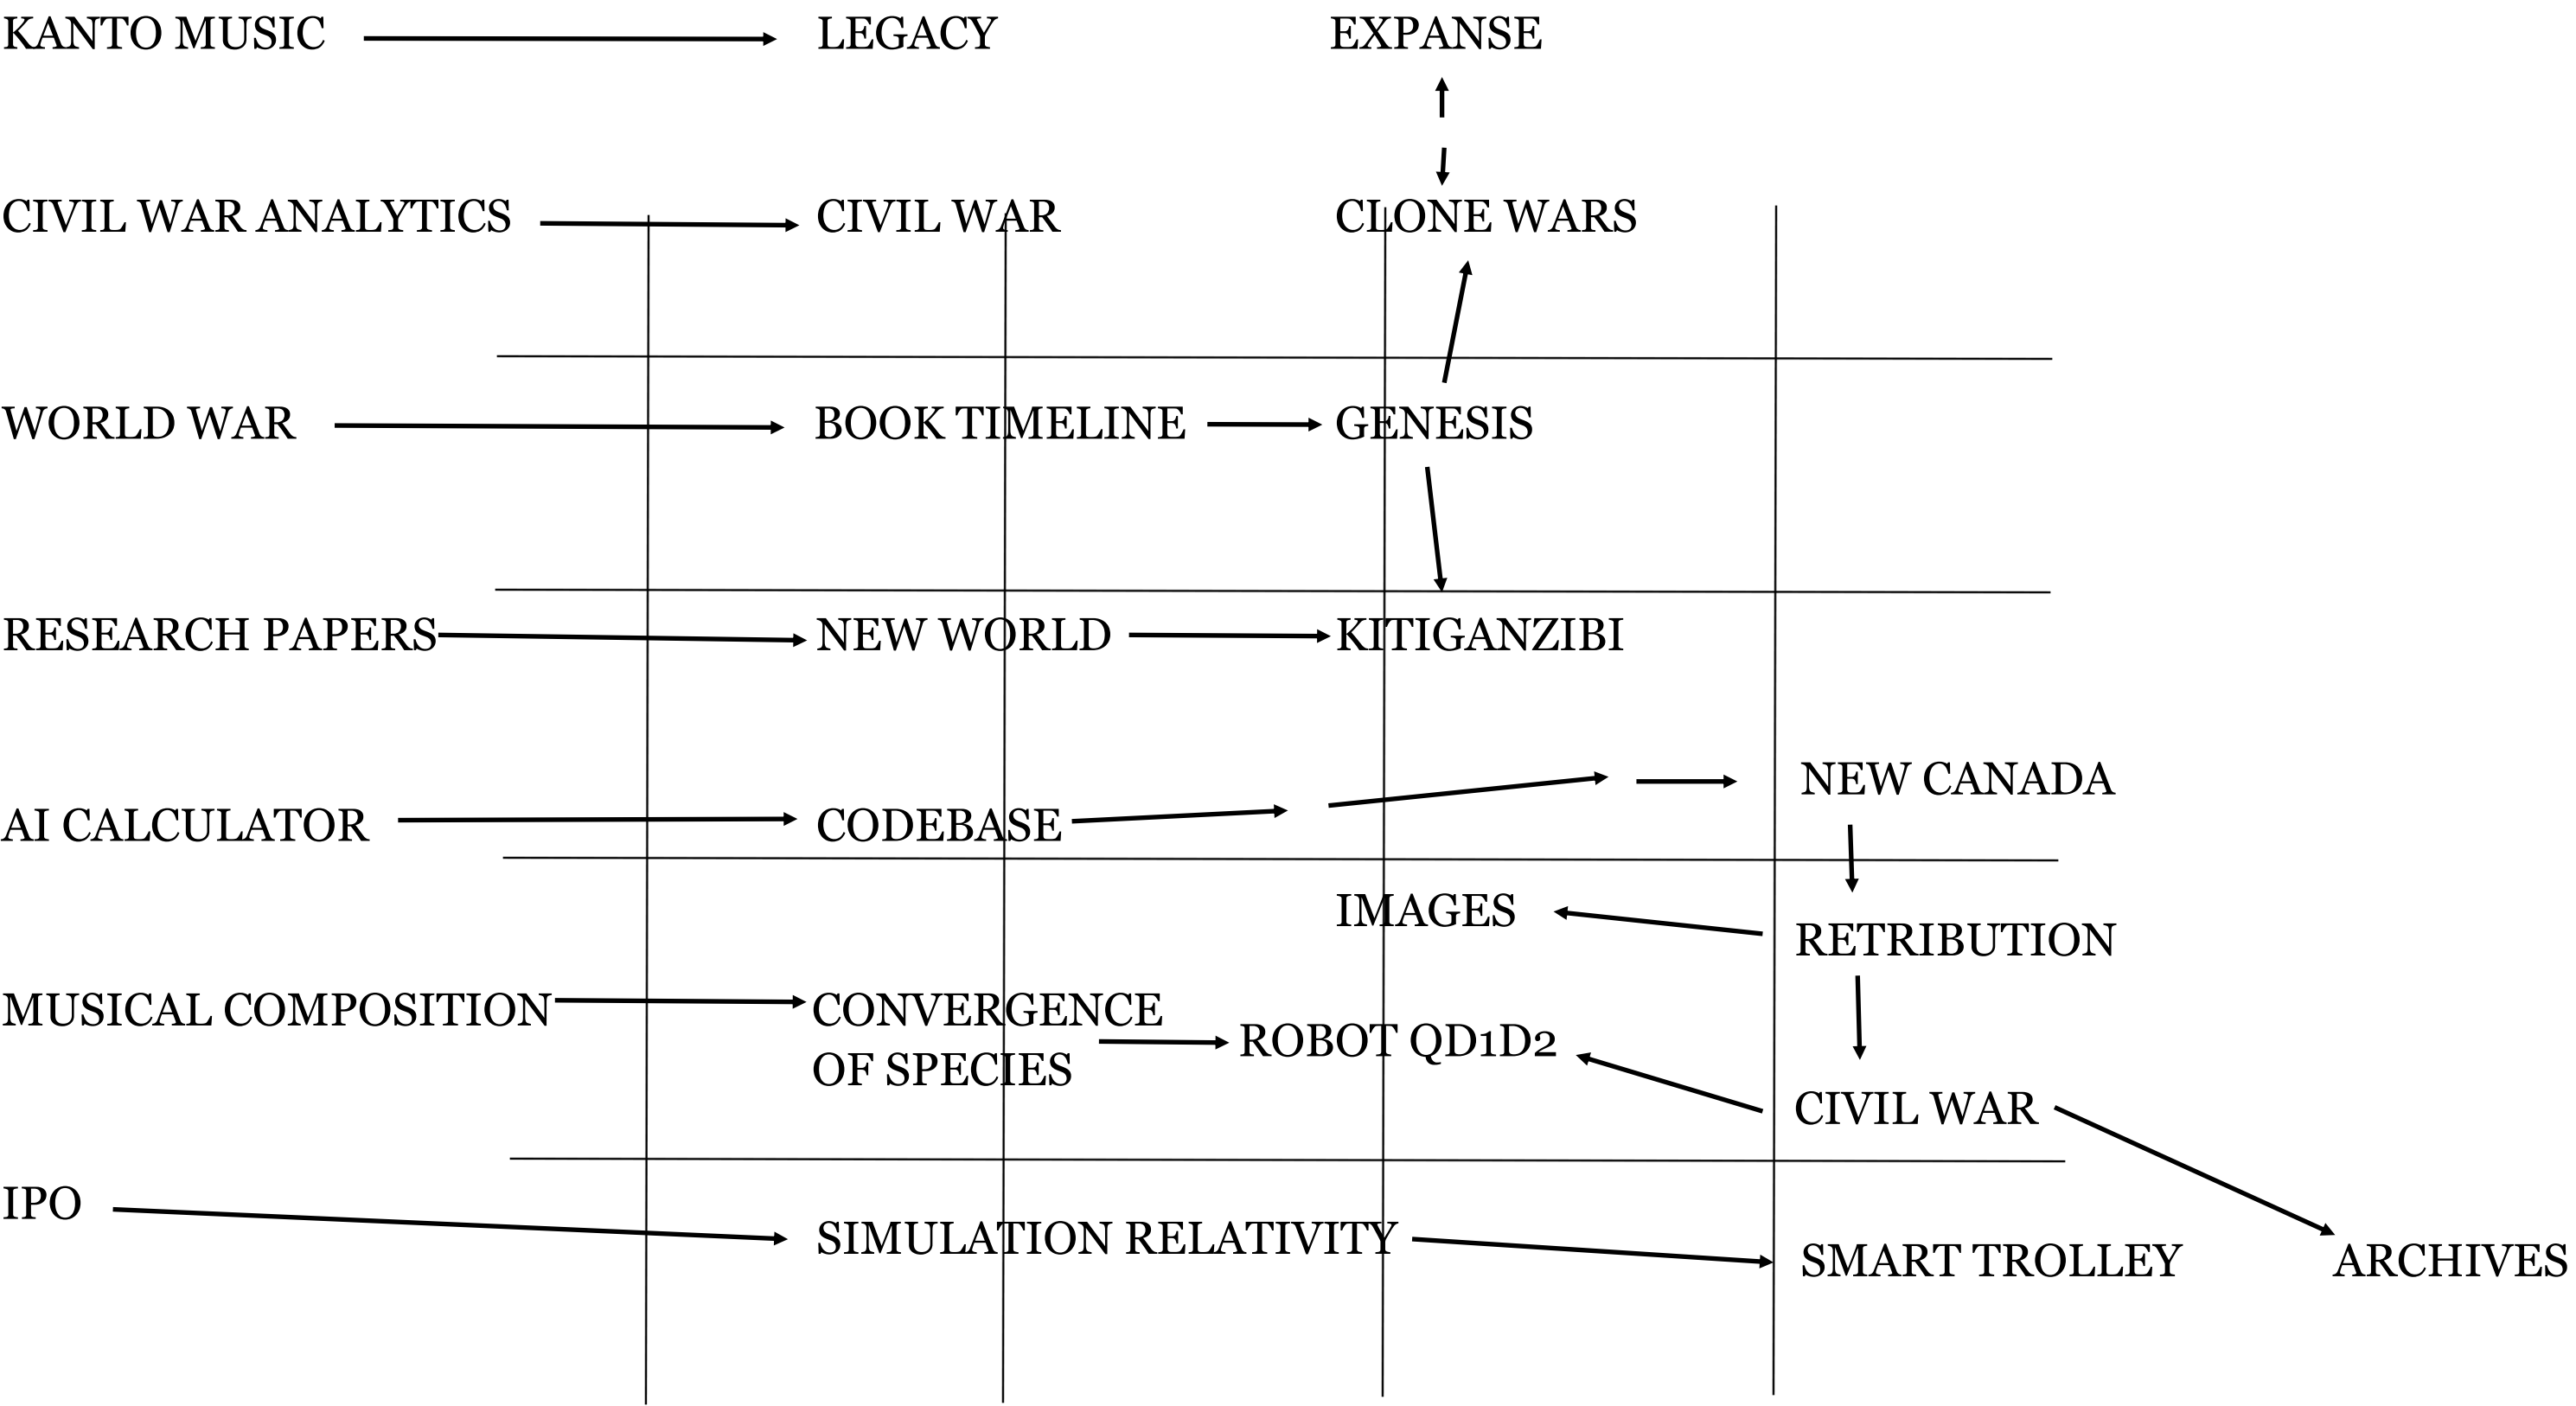 KANTO MUSIC
LEGACY
EXPANSE
CIVIL WAR ANALYTICS
CIVIL WAR
CLONE WARS
WORLD WAR
BOOK TIMELINE
GENESIS
RESEARCH PAPERS
NEW WORLD
KITIGANZIBI
NEW CANADA
AI CALCULATOR
CODEBASE
IMAGES
RETRIBUTION
MUSICAL COMPOSITION
CONVERGENCE
OF SPECIES
ROBOT QD1D2
CIVIL WAR
IPO
SIMULATION RELATIVITY
SMART TROLLEY
ARCHIVES